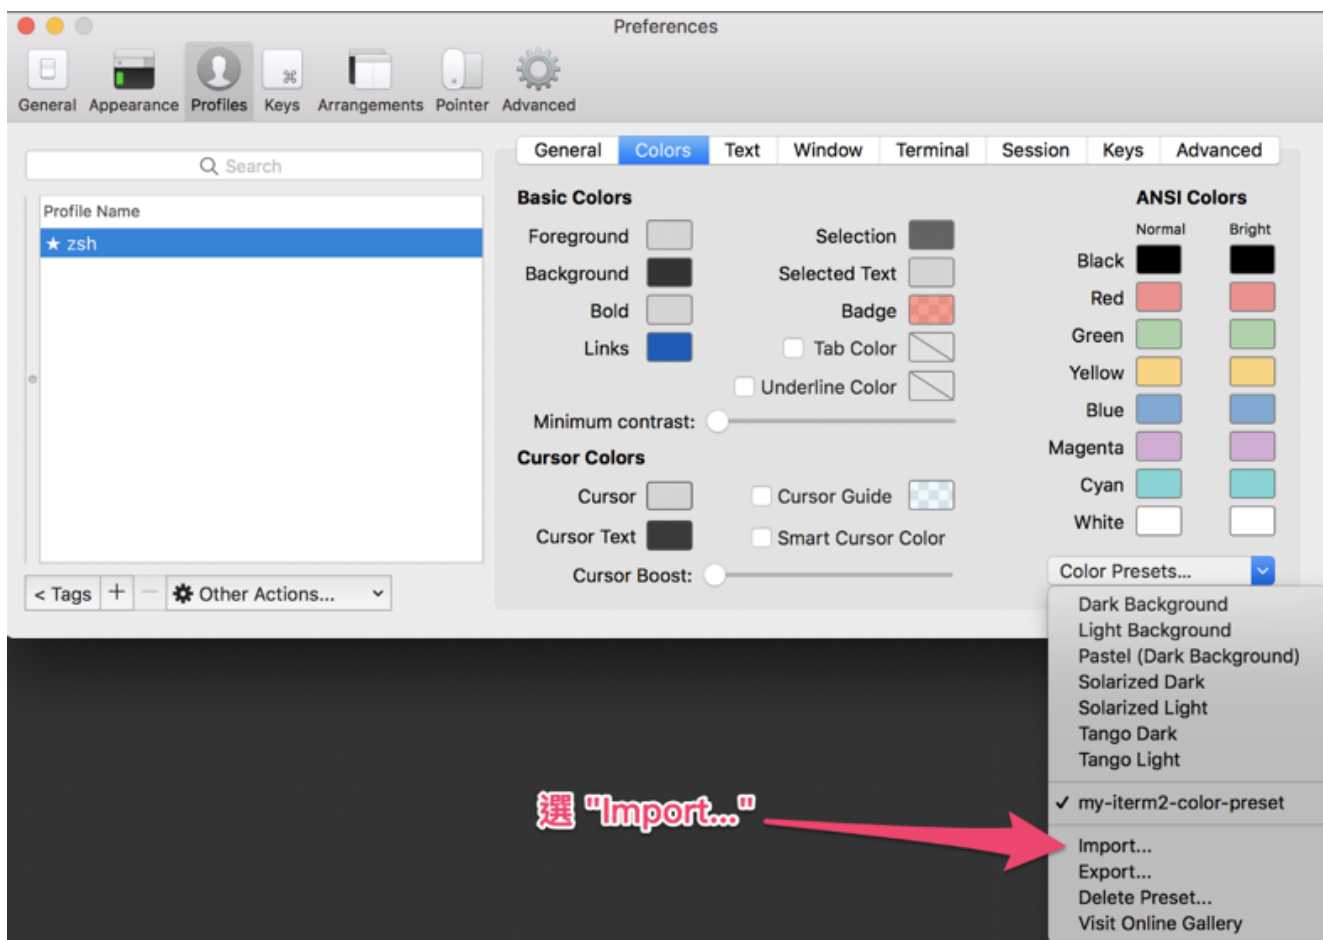 Preferences
General Appearance Profiles Keys Arrangements Pointer Advanced
Search
Profile Name
★ zsh
< Tags + − Other Actions...
General Colors Text Window Terminal Session Keys Advanced
Basic Colors
Foreground
Background
Bold
Links
Selection
Selected Text
Badge
Tab Color
Underline Color
Minimum contrast:
Cursor Colors
Cursor
Cursor Text
Cursor Guide
Smart Cursor Color
Cursor Boost:
ANSI Colors
Normal Bright
Black
Red
Green
Yellow
Blue
Magenta
Cyan
White
Color Presets...
Dark Background
Light Background
Pastel (Dark Background)
Solarized Dark
Solarized Light
Tango Dark
Tango Light
✓ my-iterm2-color-preset
Import...
Export...
Delete Preset...
Visit Online Gallery
選 "Import..."